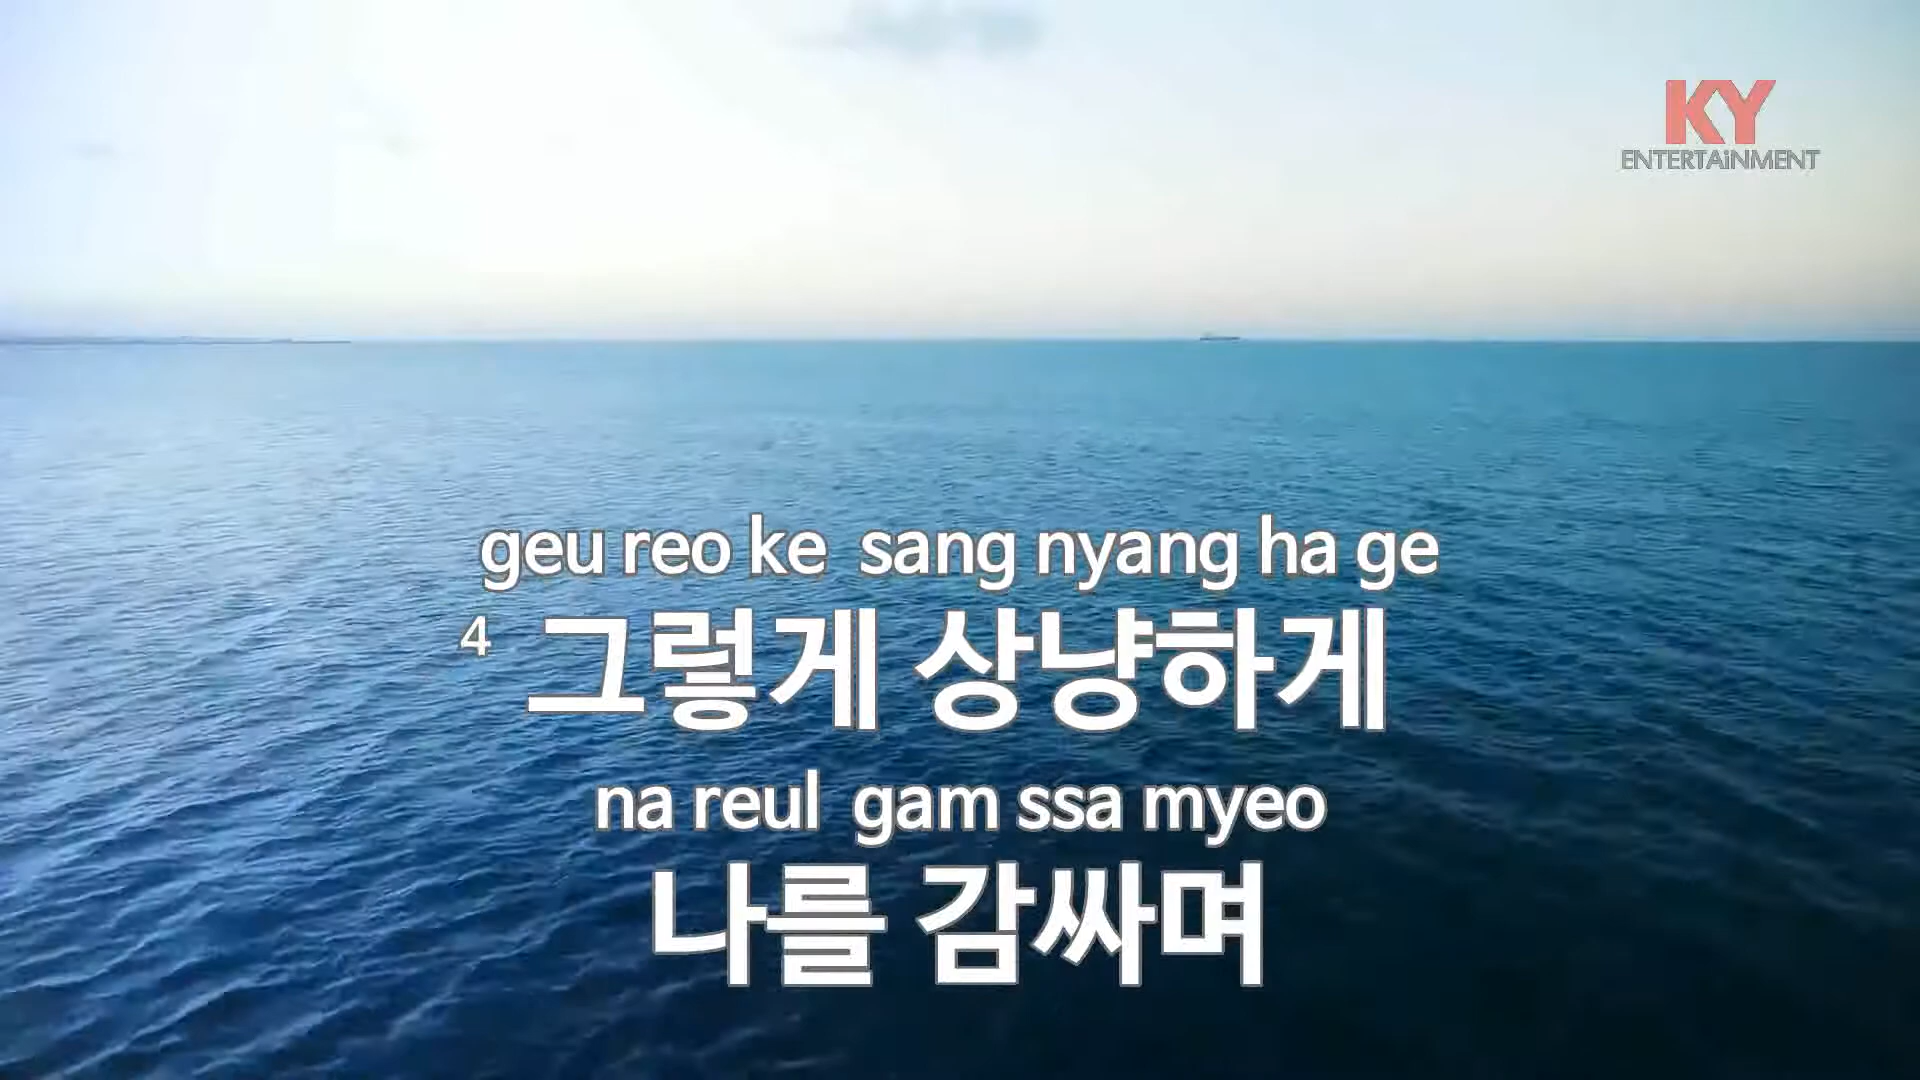 KY
ENTERTAiNMENT
geu reo ke sang nyang ha ge
4 그렇게 상냥하게
na reul gam ssa myeo
나를 감싸며